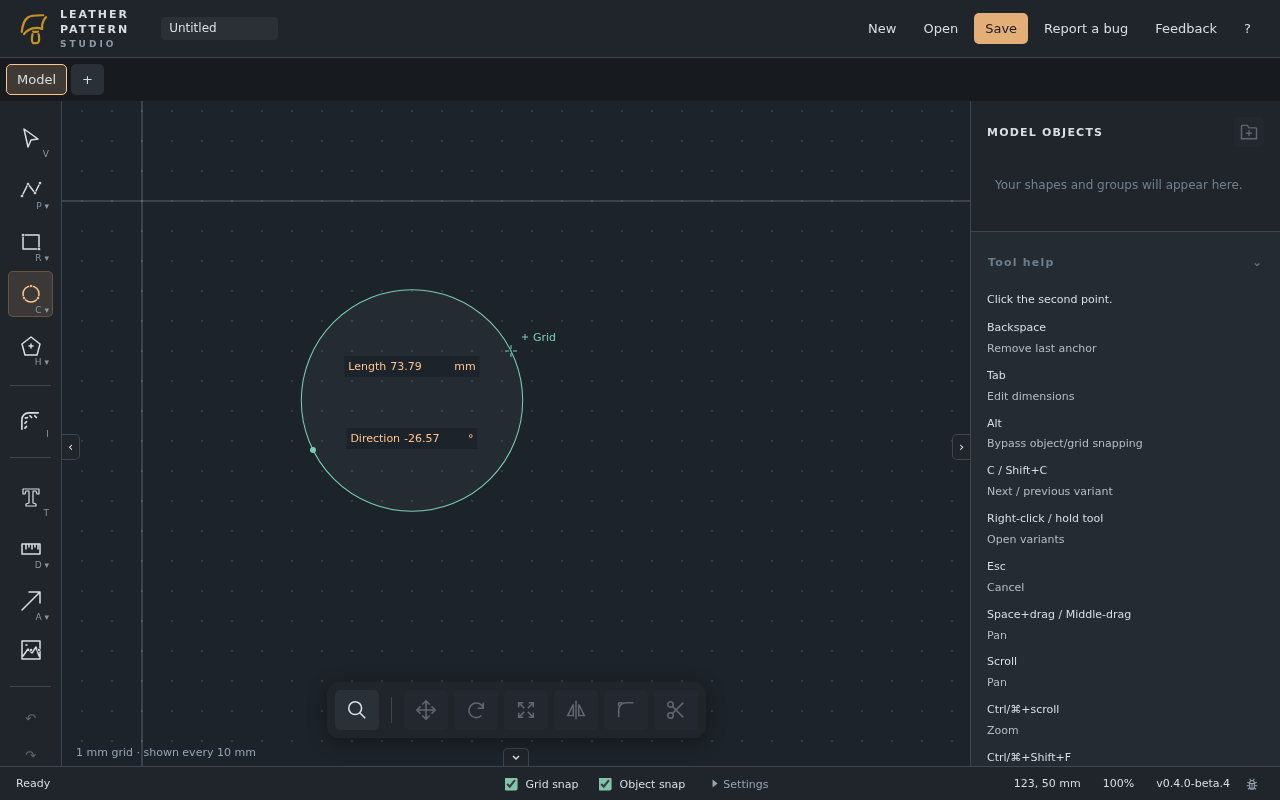 LEATHER
PATTERN
STUDIO
Untitled
New
Open
Save
Report a bug
Feedback
?
Model
+
V
P ▾
R ▾
C ▾
H ▾
I
T
D ▾
A ▾
+ Grid
Length 73.79 mm
Direction -26.57 °
1 mm grid · shown every 10 mm
MODEL OBJECTS
Your shapes and groups will appear here.
Tool help
Click the second point.
Backspace
Remove last anchor
Tab
Edit dimensions
Alt
Bypass object/grid snapping
C / Shift+C
Next / previous variant
Right-click / hold tool
Open variants
Esc
Cancel
Space+drag / Middle-drag
Pan
Scroll
Pan
Ctrl/⌘+scroll
Zoom
Ctrl/⌘+Shift+F
Ready
Grid snap
Object snap
Settings
123, 50 mm
100%
v0.4.0-beta.4